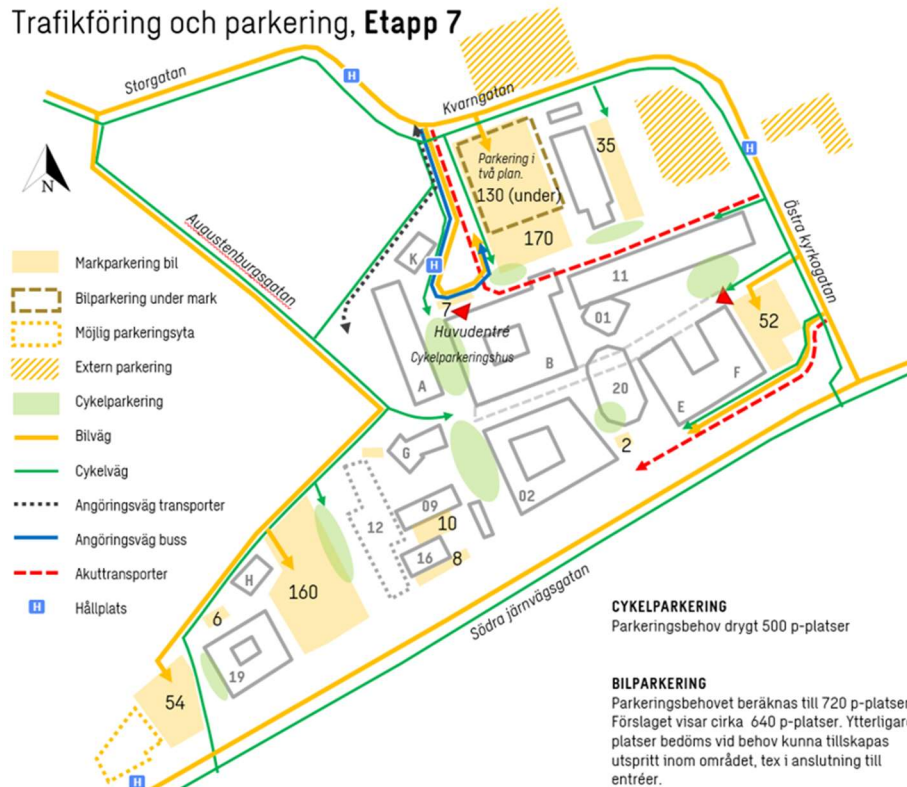 Trafikföring och parkering, Etapp 7
Storgatan
H
Kvarngatan
Parkering i
två plan.
130 (under)
35
170
H
N
Augustenburgsgatan
Östra kyrkogatan
K
H
11
7
Huvudentré
Cykelparkeringshus
01
52
A
B
20
F
E
2
G
02
09
12
10
16
8
H
160
6
19
54
H
Södra järnvägsgatan
Markparkering bil
Bilparkering under mark
Möjlig parkeringsyta
Extern parkering
Cykelparkering
Bilväg
Cykelväg
Angöringsväg transporter
Angöringsväg buss
Akuttransporter
H Hållplats
CYKELPARKERING
Parkeringsbehov drygt 500 p-platser
BILPARKERING
Parkeringsbehovet beräknas till 720 p-platser
Förslaget visar cirka 640 p-platser. Ytterligare
platser bedöms vid behov kunna tillskapas
utspritt inom området, tex i anslutning till
entréer.